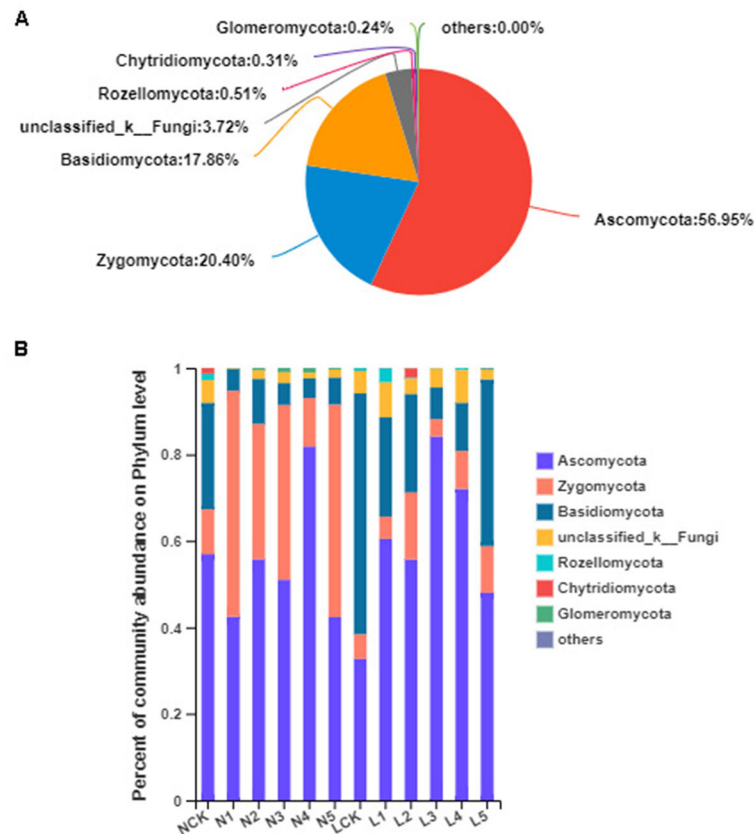 A
Glomeromycota:0.24%
others:0.00%
Chytridiomycota:0.31%
Rozellomycota:0.51%
unclassified_k__Fungi:3.72%
Basidiomycota:17.86%
Ascomycota:56.95%
Zygomycota:20.40%
B
Percent of community abundance on Phylum level
1
0.8
0.6
0.4
0.2
0
NCK N1 N2 N3 N4 N5 LCK L1 L2 L3 L4 L5
Ascomycota
Zygomycota
Basidiomycota
unclassified_k__Fungi
Rozellomycota
Chytridiomycota
Glomeromycota
others